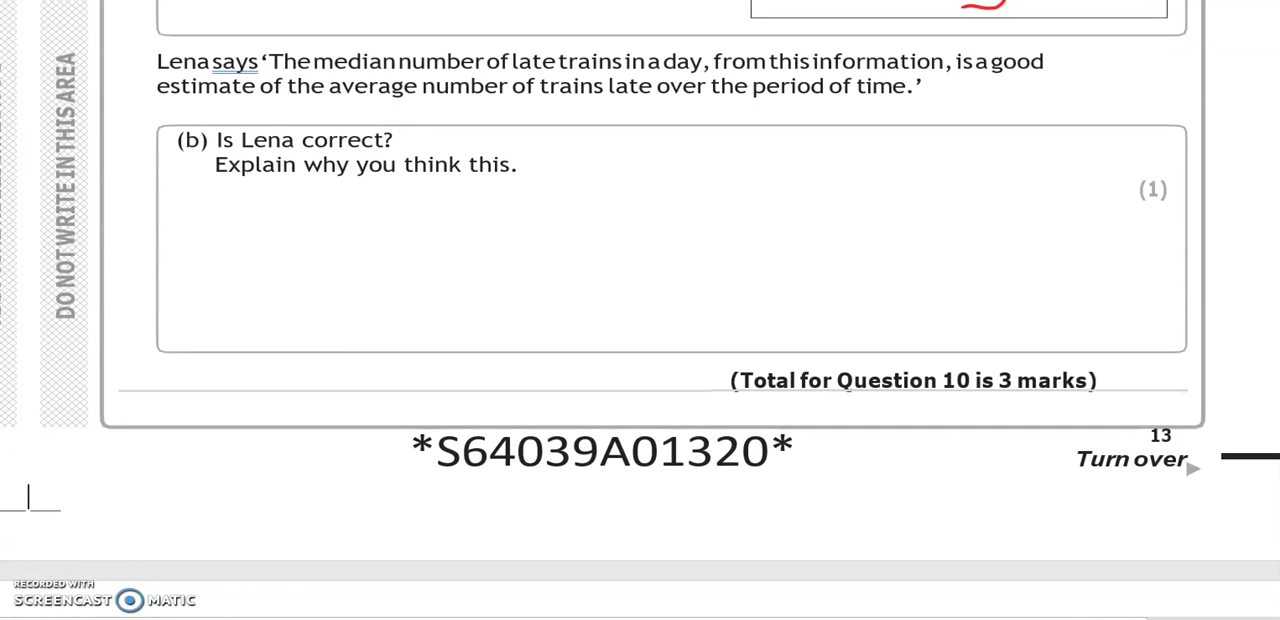 Lena says ‘The median number of late trains in a day, from this information, is a good
estimate of the average number of trains late over the period of time.’
(b) Is Lena correct?
Explain why you think this.
(1)
DO NOT WRITE IN THIS AREA
(Total for Question 10 is 3 marks)
*S64039A01320*
13
Turn over
RECORDED WITH
SCREENCAST MATIC